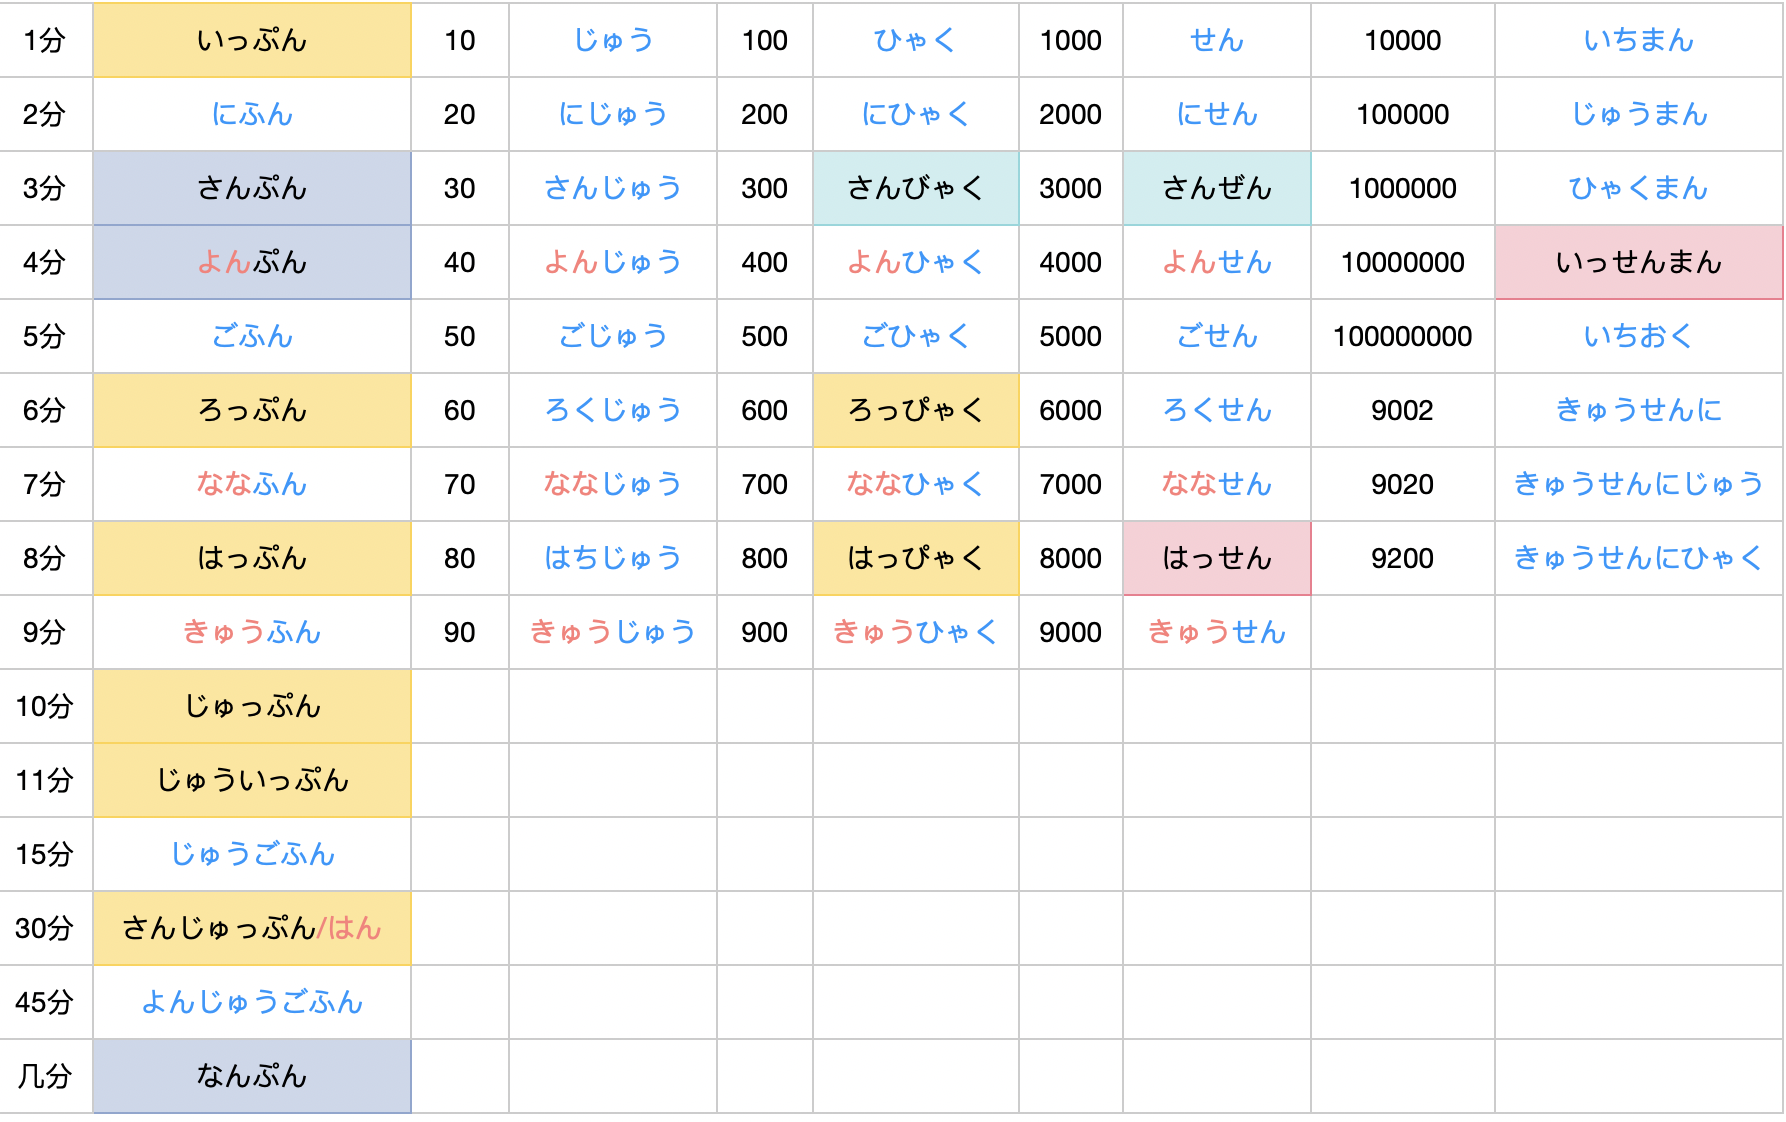 1分 いっぷん 10 じゅう 100 ひゃく 1000 せん 10000 いちまん
2分 にふん 20 にじゅう 200 にひゃく 2000 にせん 100000 じゅうまん
3分 さんぷん 30 さんじゅう 300 さんびゃく 3000 さんぜん 1000000 ひゃくまん
4分 よんぷん 40 よんじゅう 400 よんひゃく 4000 よんせん 10000000 いっせんまん
5分 ごふん 50 ごじゅう 500 ごひゃく 5000 ごせん 100000000 いちおく
6分 ろっぷん 60 ろくじゅう 600 ろっぴゃく 6000 ろくせん 9002 きゅうせんに
7分 ななふん 70 ななじゅう 700 ななひゃく 7000 ななせん 9020 きゅうせんにじゅう
8分 はっぷん 80 はちじゅう 800 はっぴゃく 8000 はっせん 9200 きゅうせんにひゃく
9分 きゅうふん 90 きゅうじゅう 900 きゅうひゃく 9000 きゅうせん
10分 じゅっぷん
11分 じゅういっぷん
15分 じゅうごふん
30分 さんじゅっぷん/はん
45分 よんじゅうごふん
几分 なんぷん